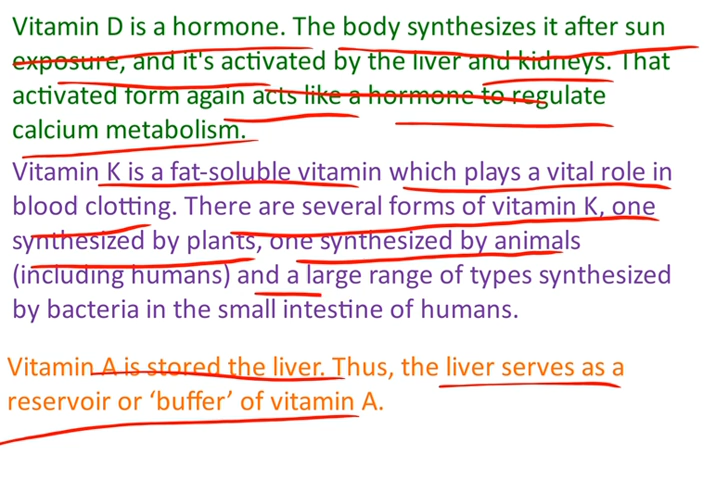 Vitamin D is a hormone. The body synthesizes it after sun
exposure, and it's activated by the liver and kidneys. That
activated form again acts like a hormone to regulate
calcium metabolism.
Vitamin K is a fat-soluble vitamin which plays a vital role in
blood clotting. There are several forms of vitamin K, one
synthesized by plants, one synthesized by animals
(including humans) and a large range of types synthesized
by bacteria in the small intestine of humans.
Vitamin A is stored the liver. Thus, the liver serves as a
reservoir or ‘buffer’ of vitamin A.